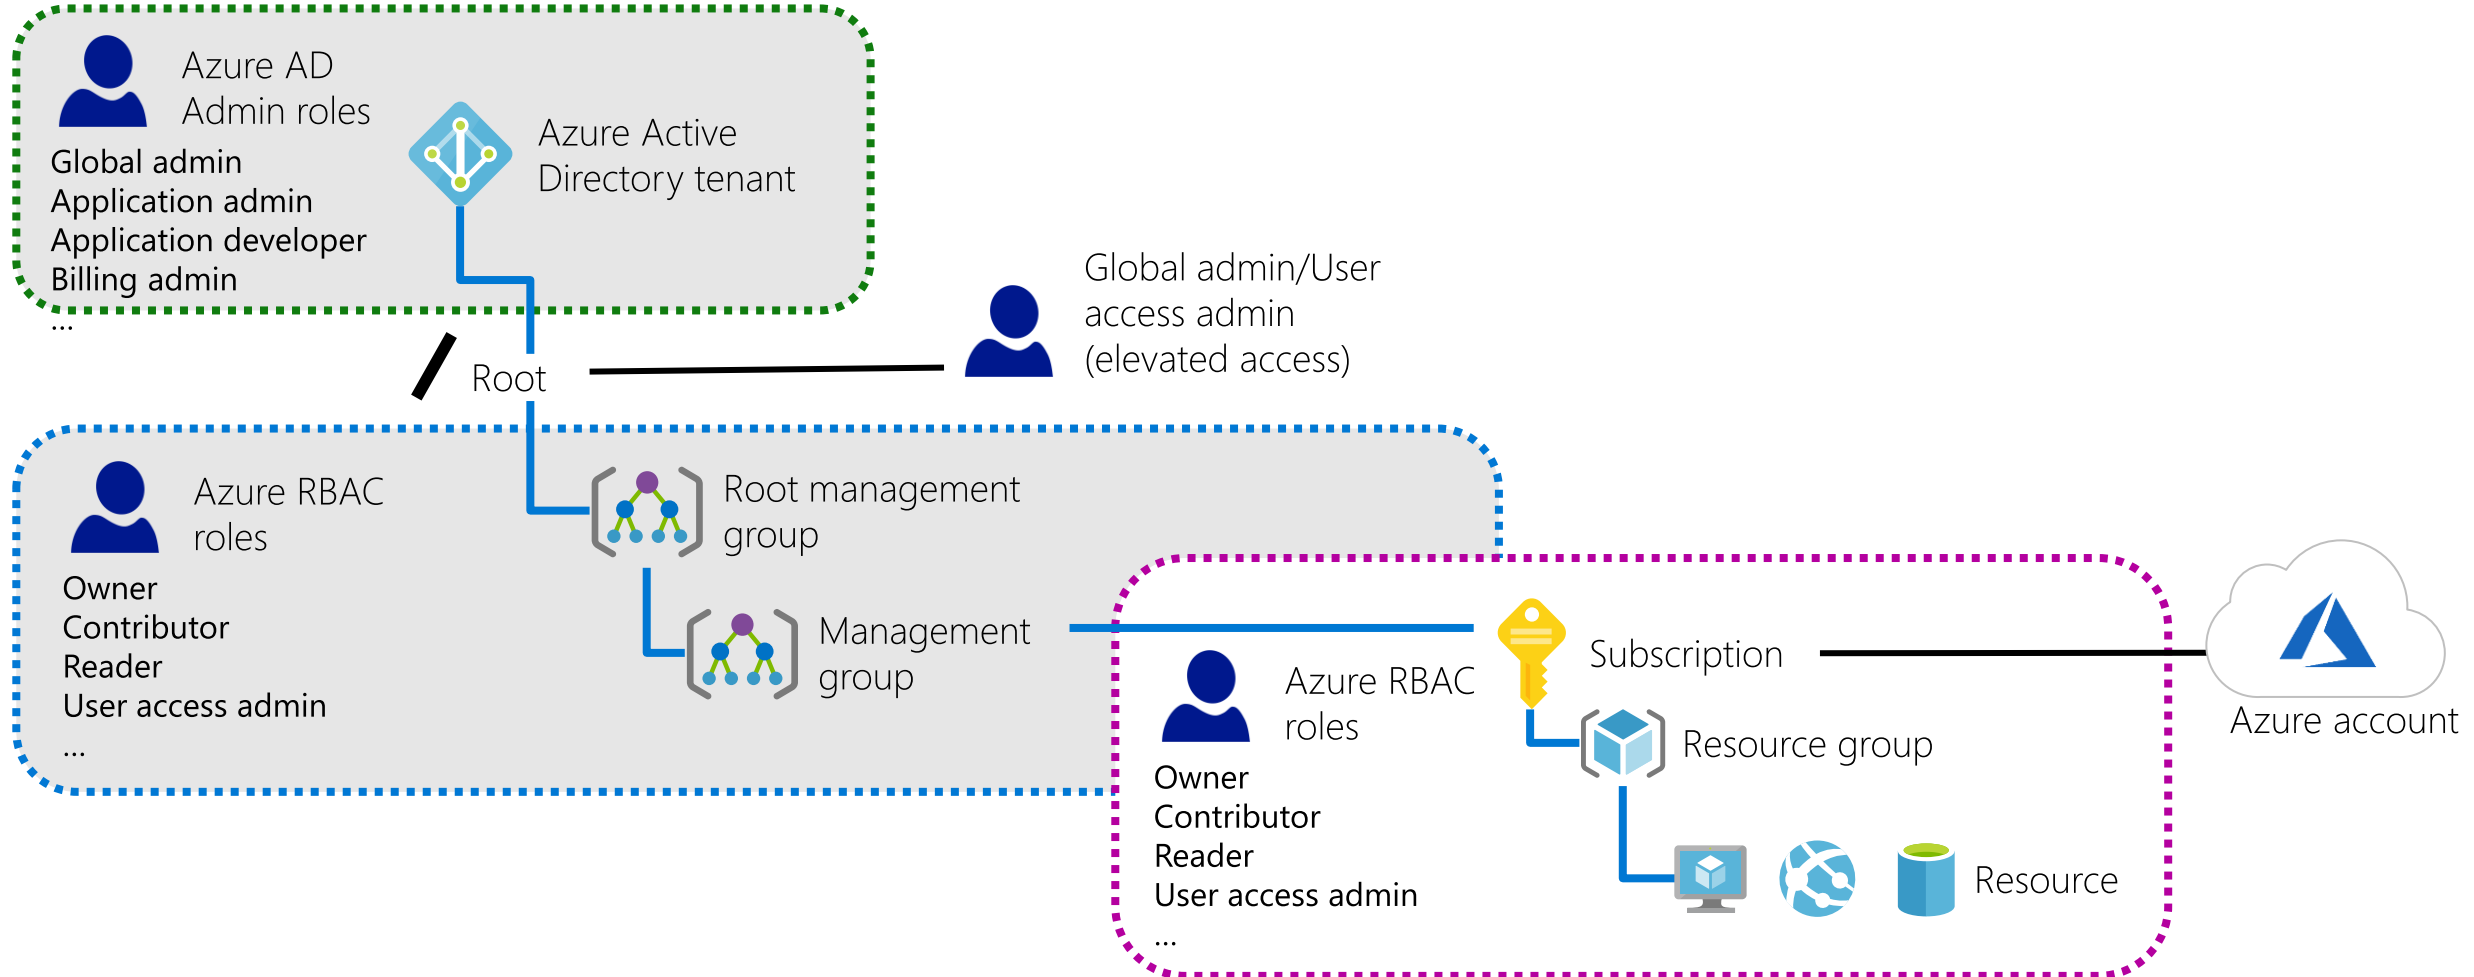 Azure AD
Admin roles
Global admin
Application admin
Application developer
Billing admin
...
Azure Active
Directory tenant
Global admin/User
access admin
(elevated access)
Root
Azure RBAC
roles
Owner
Contributor
Reader
User access admin
...
Root management
group
Management
group
Azure RBAC
roles
Owner
Contributor
Reader
User access admin
...
Subscription
Resource group
Resource
Azure account